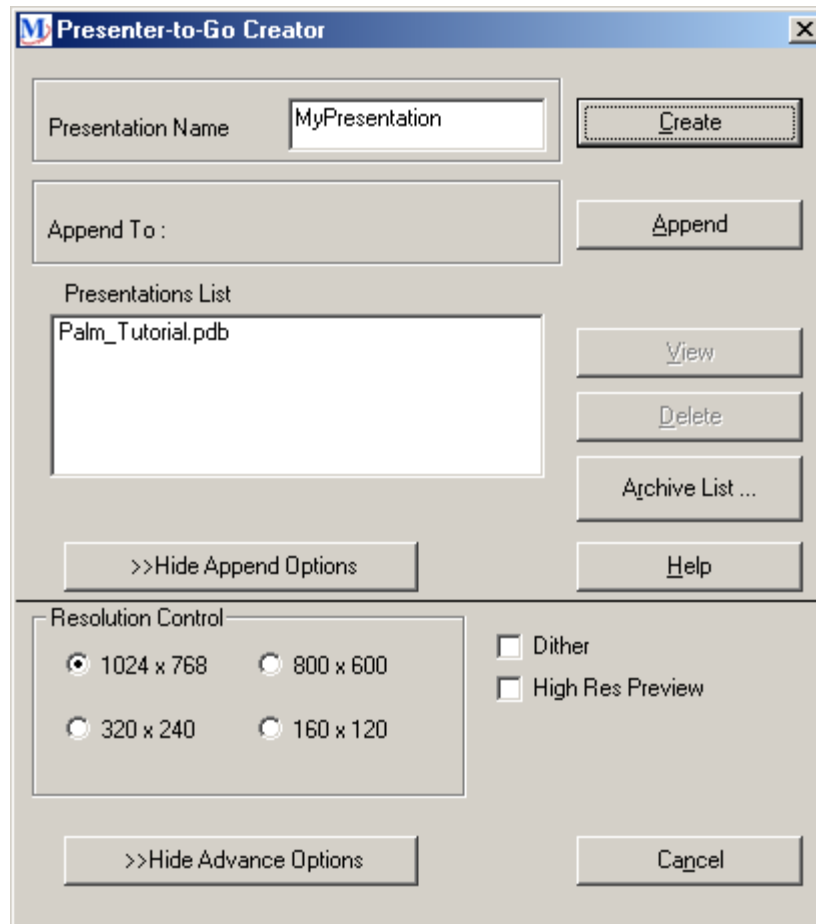 Presenter-to-Go Creator
Presentation Name
MyPresentation
Create
Append To :
Append
Presentations List
Palm_Tutorial.pdb
View
Delete
Archive List ...
>>Hide Append Options
Help
Resolution Control
1024 x 768
800 x 600
320 x 240
160 x 120
Dither
High Res Preview
>>Hide Advance Options
Cancel